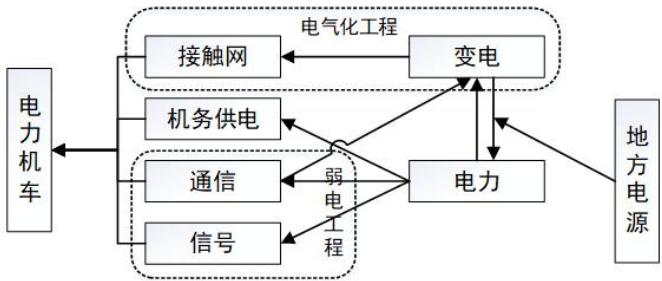 电气化工程
接触网
变电
电力机车
机务供电
地方电源
通信
弱电工程
电力
信号